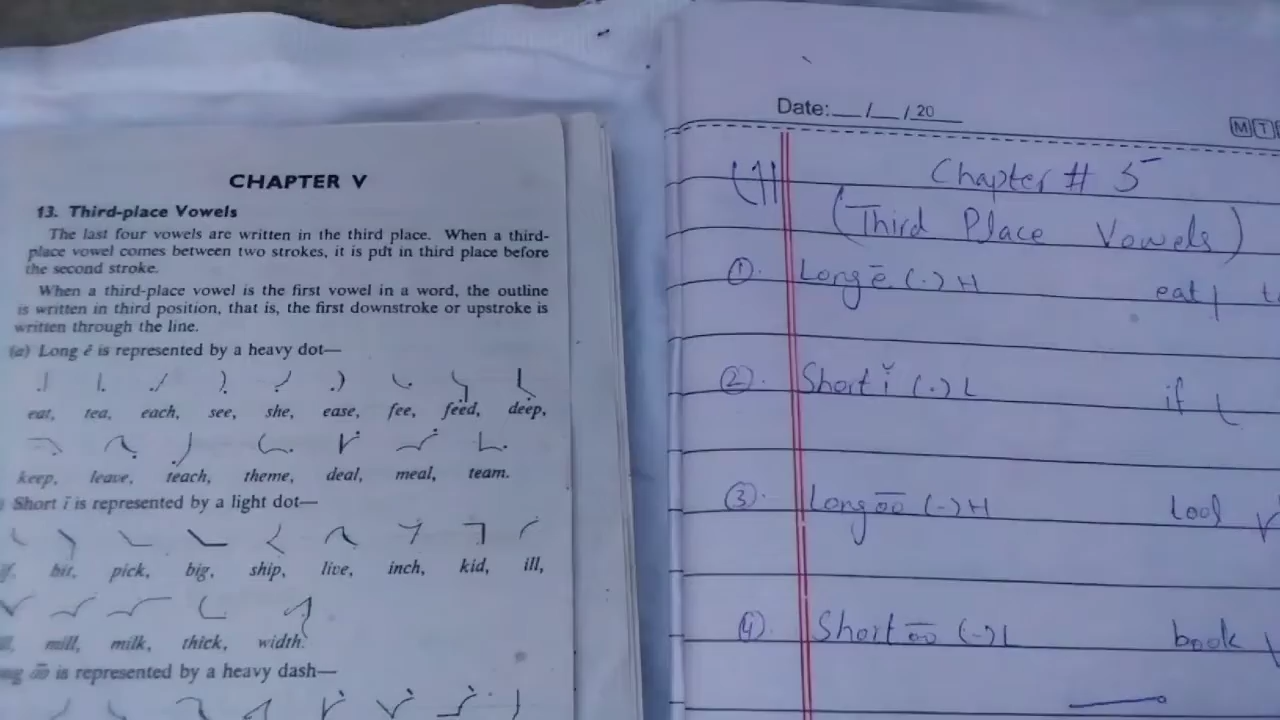 CHAPTER V
13. Third-place Vowels
The last four vowels are written in the third place. When a third-
place vowel comes between two strokes, it is put in third place before
the second stroke.
When a third-place vowel is the first vowel in a word, the outline
is written in third position, that is, the first downstroke or upstroke is
written through the line.
(a) Long ē is represented by a heavy dot—
eat, tea, each, see, she, ease, fee, feed, deep,
keep, leave, teach, theme, deal, meal, team.
Short ĭ is represented by a light dot—
pick, big, ship, live, inch, kid, ill,
mill, milk, thick, width.
is represented by a heavy dash—
Date:__/__/20__
M T
Chapter # 5
(Third Place Vowels)
①. Long ē (.) H eat
②. Short ĭ (.) L if
③. Long o̅o̅ (-) H
④. Short o̅o̅ (-) L book